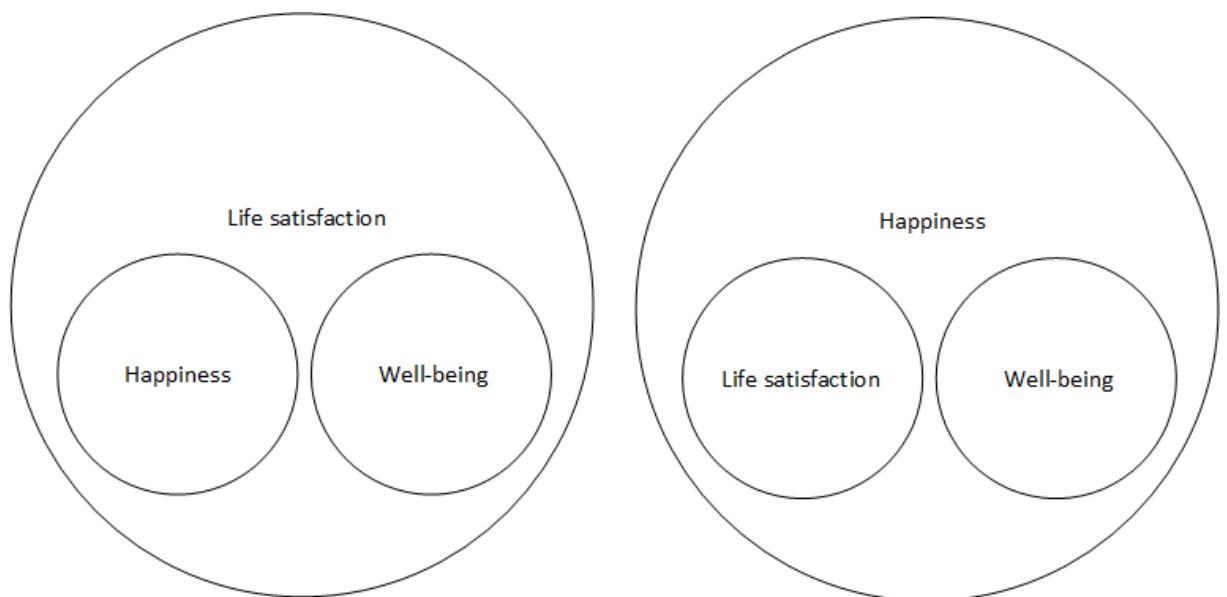 Life satisfaction
Happiness
Well-being
Happiness
Life satisfaction
Well-being